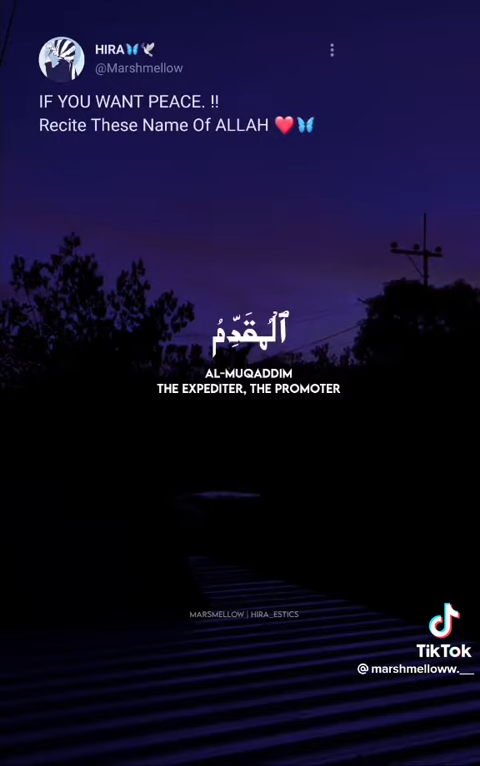 HIRA🦋🕊
@Marshmellow
IF YOU WANT PEACE. !!
Recite These Name Of ALLAH ❤️🦋
ٱلْمُقَدِّمُ
AL-MUQADDIM
THE EXPEDITER, THE PROMOTER
MARSMELLOW | HIRA_ESTICS
TikTok
@marshmelloww.__